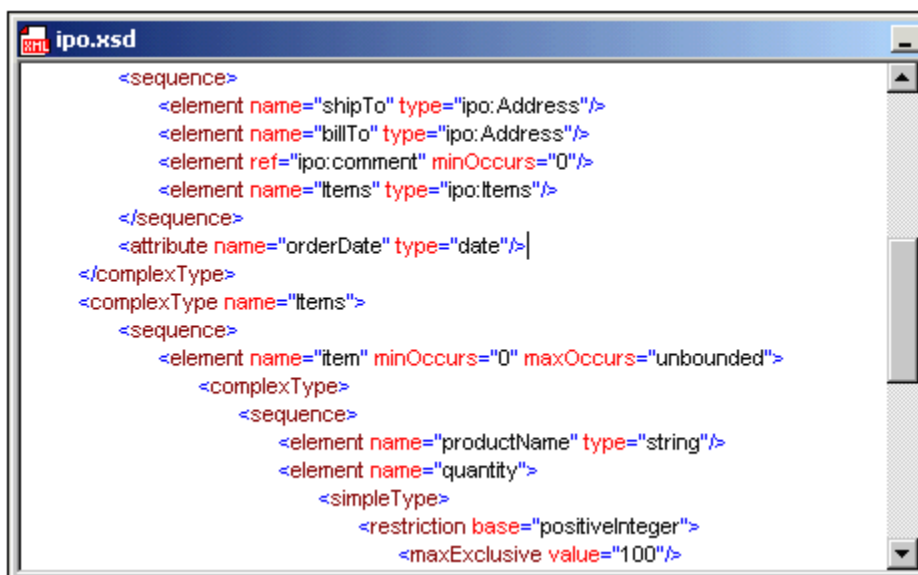 XML ipo.xsd
<sequence>
<element name="shipTo" type="ipo:Address"/>
<element name="billTo" type="ipo:Address"/>
<element ref="ipo:comment" minOccurs="0"/>
<element name="Items" type="ipo:Items"/>
</sequence>
<attribute name="orderDate" type="date"/>
</complexType>
<complexType name="Items">
<sequence>
<element name="item" minOccurs="0" maxOccurs="unbounded">
<complexType>
<sequence>
<element name="productName" type="string"/>
<element name="quantity">
<simpleType>
<restriction base="positiveInteger">
<maxExclusive value="100"/>